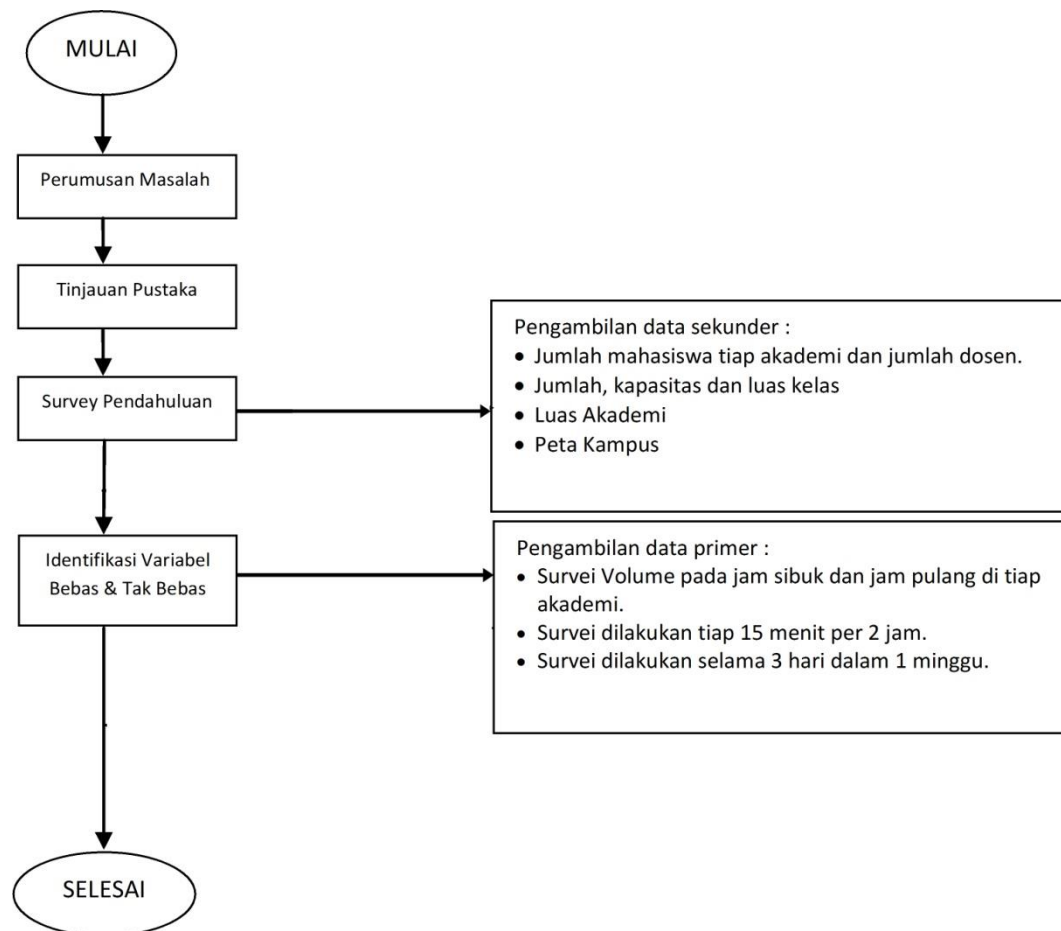 MULAI
Perumusan Masalah
Tinjauan Pustaka
Survey Pendahuluan
Pengambilan data sekunder :
• Jumlah mahasiswa tiap akademi dan jumlah dosen.
• Jumlah, kapasitas dan luas kelas
• Luas Akademi
• Peta Kampus
Identifikasi Variabel
Bebas & Tak Bebas
Pengambilan data primer :
• Survei Volume pada jam sibuk dan jam pulang di tiap
akademi.
• Survei dilakukan tiap 15 menit per 2 jam.
• Survei dilakukan selama 3 hari dalam 1 minggu.
SELESAI